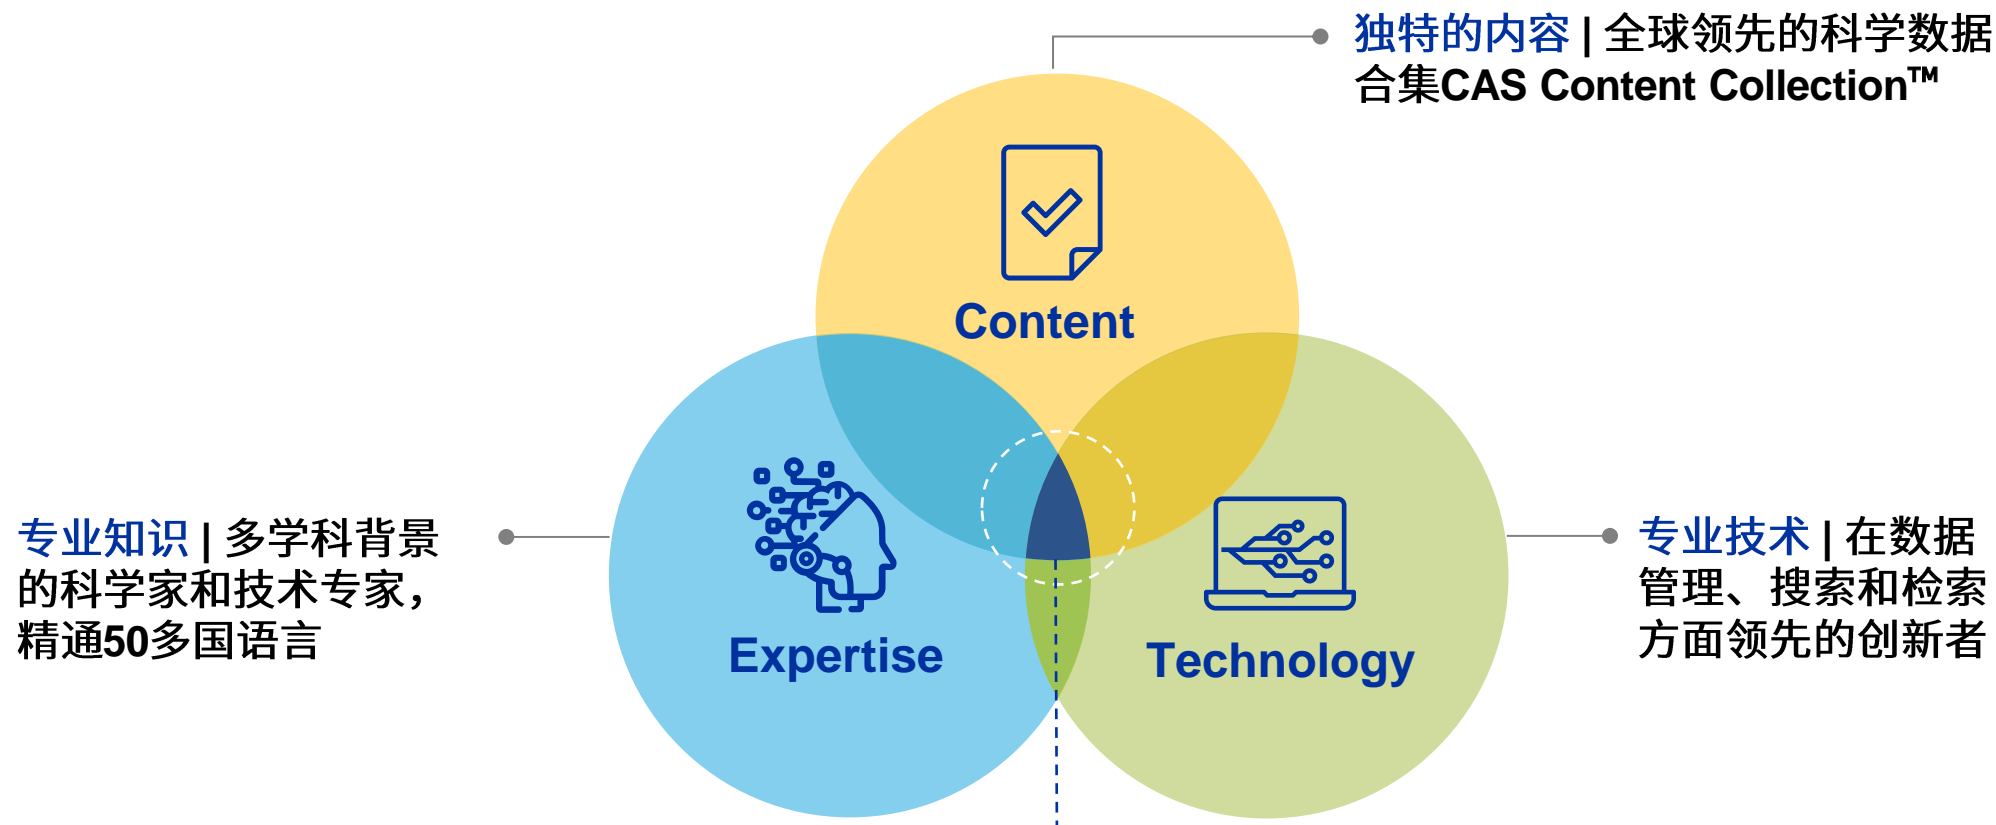 独特的内容 | 全球领先的科学数据
合集CAS Content Collection™
Content
专业知识 | 多学科背景
的科学家和技术专家，
精通50多国语言
Expertise
Technology
专业技术 | 在数据
管理、搜索和检索
方面领先的创新者